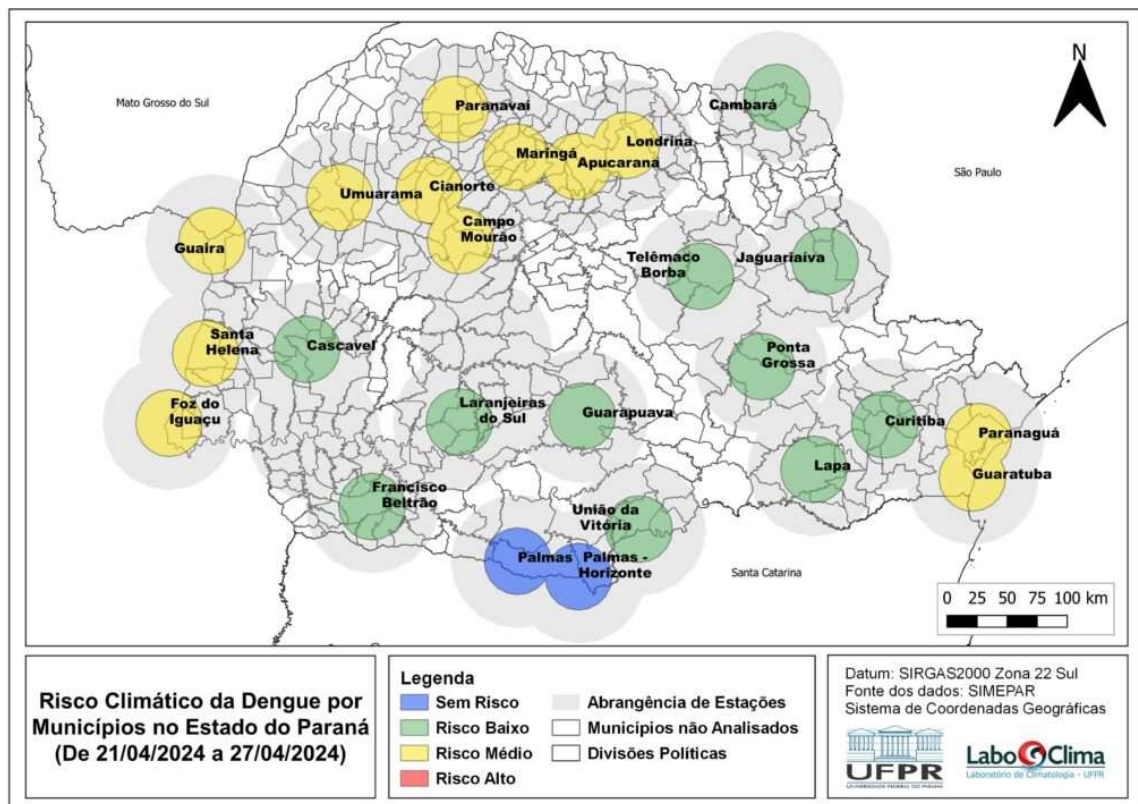 N
Mato Grosso do Sul
São Paulo
Santa Catarina
Paranavaí
Cambará
Maringá
Londrina
Apucarana
Umuarama
Cianorte
Campo
Mourão
Guaira
Telêmaco
Borba
Jaguariaíva
Santa
Helena
Cascavel
Ponta
Grossa
Foz do
Iguaçu
Laranjeiras
do Sul
Guarapuava
Curitiba
Paranaguá
Lapa
Guaratuba
Francisco
Beltrão
União da
Vitória
Palmas
Palmas -
Horizonte
0 25 50 75 100 km
Risco Climático da Dengue por
Municípios no Estado do Paraná
(De 21/04/2024 a 27/04/2024)
Legenda
Sem Risco
Risco Baixo
Risco Médio
Risco Alto
Abrangência de Estações
Municípios não Analisados
Divisões Políticas
Datum: SIRGAS2000 Zona 22 Sul
Fonte dos dados: SIMEPAR
Sistema de Coordenadas Geográficas
UFPR
UNIVERSIDADE FEDERAL DO PARANÁ
LaboClima
Laboratório de Climatologia - UFPR